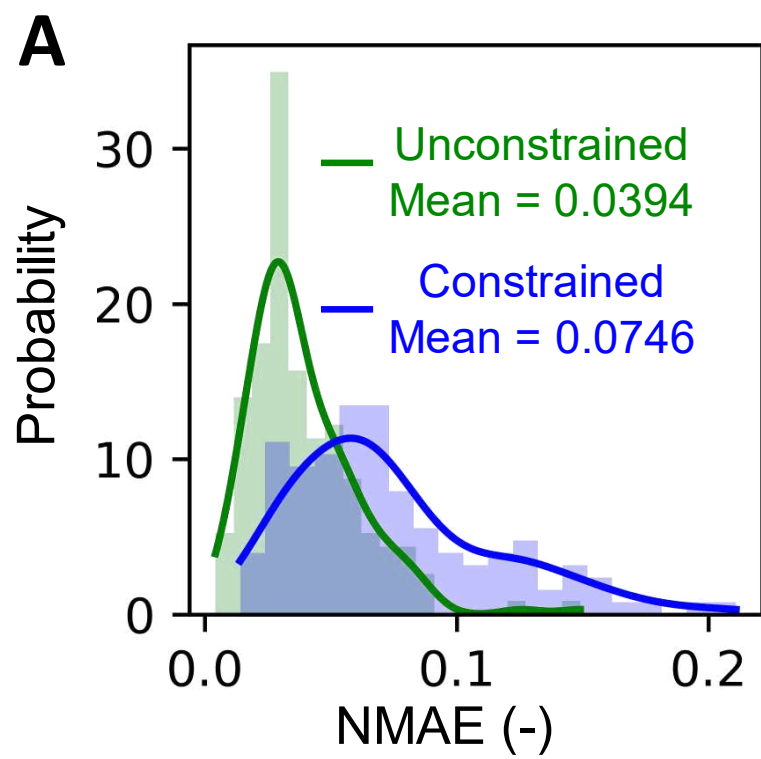 A
Probability
30
20
10
0
Unconstrained
Mean = 0.0394
Constrained
Mean = 0.0746
0.0
0.1
0.2
NMAE (-)